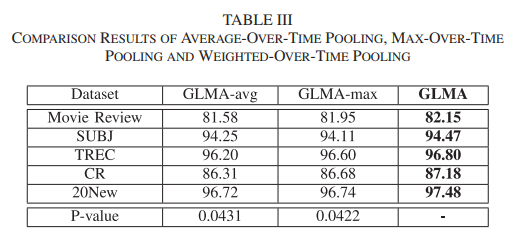 TABLE III
COMPARISON RESULTS OF AVERAGE-OVER-TIME POOLING, MAX-OVER-TIME
POOLING AND WEIGHTED-OVER-TIME POOLING
Dataset GLMA-avg GLMA-max GLMA
Movie Review 81.58 81.95 82.15
SUBJ 94.25 94.11 94.47
TREC 96.20 96.60 96.80
CR 86.31 86.68 87.18
20New 96.72 96.74 97.48
P-value 0.0431 0.0422 -